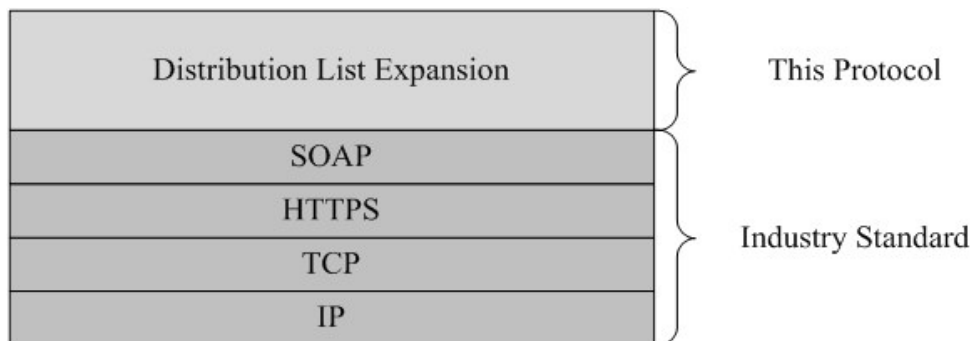 Distribution List Expansion
This Protocol
SOAP
HTTPS
TCP
IP
Industry Standard